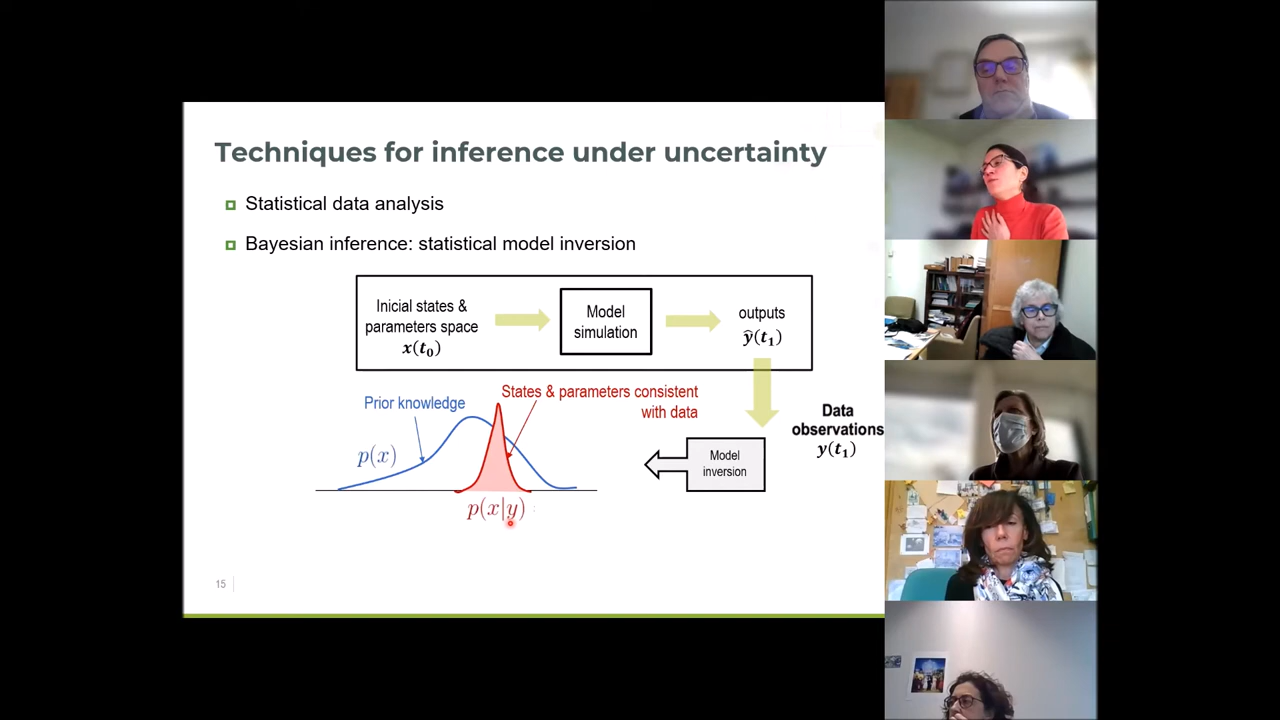 Techniques for inference under uncertainty
Statistical data analysis
Bayesian inference: statistical model inversion
Inicial states &
parameters space
x(t₀)
Model
simulation
outputs
ŷ(t₁)
Prior knowledge
States & parameters consistent
with data
p(x)
p(x|y)
Model
inversion
Data
observations
y(t₁)
15